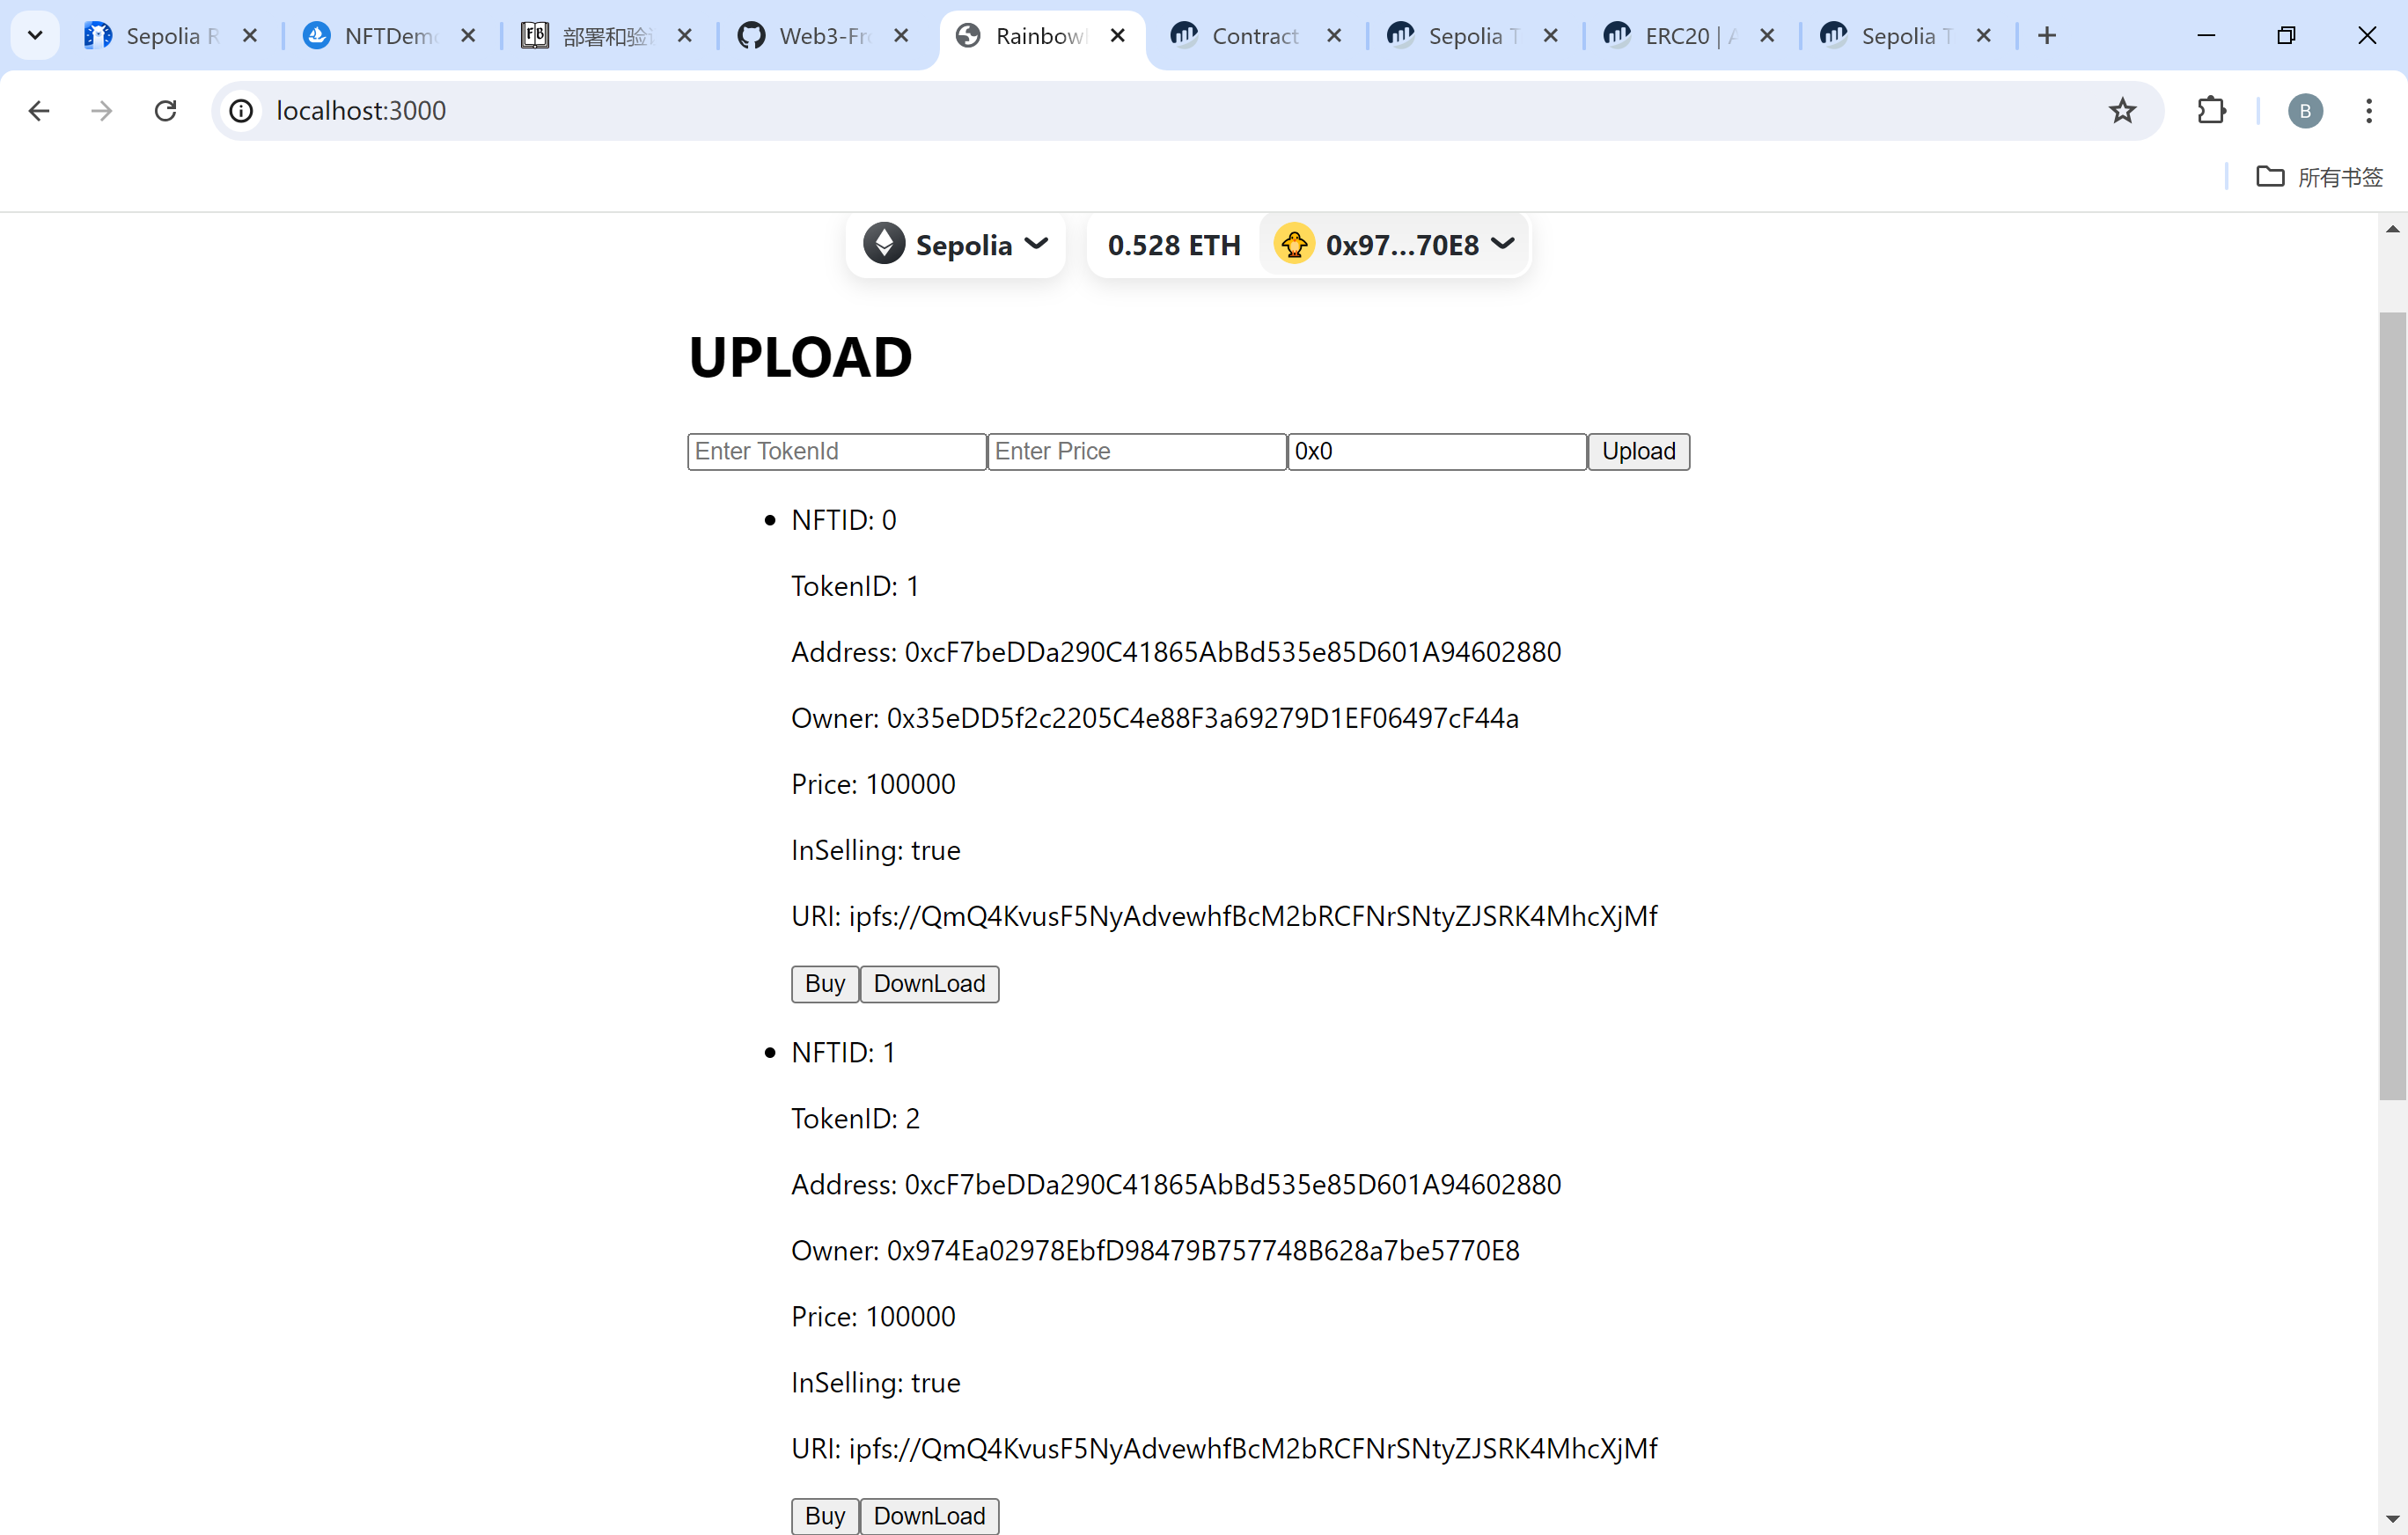 Sepolia R
NFTDemo
部署和验证
Web3-Fro
Rainbow
Contract
Sepolia T
ERC20 | A
Sepolia T
localhost:3000
B
所有书签
Sepolia
0.528 ETH
0x97...70E8
UPLOAD
Enter TokenId
Enter Price
0x0
Upload
NFTID: 0
TokenID: 1
Address: 0xcF7beDDa290C41865AbBd535e85D601A94602880
Owner: 0x35eDD5f2c2205C4e88F3a69279D1EF06497cF44a
Price: 100000
InSelling: true
URI: ipfs://QmQ4KvusF5NyAdvewhfBcM2bRCFNrSNtyZJSRK4MhcXjMf
Buy DownLoad
NFTID: 1
TokenID: 2
Address: 0xcF7beDDa290C41865AbBd535e85D601A94602880
Owner: 0x974Ea02978EbfD98479B757748B628a7be5770E8
Price: 100000
InSelling: true
URI: ipfs://QmQ4KvusF5NyAdvewhfBcM2bRCFNrSNtyZJSRK4MhcXjMf
Buy DownLoad